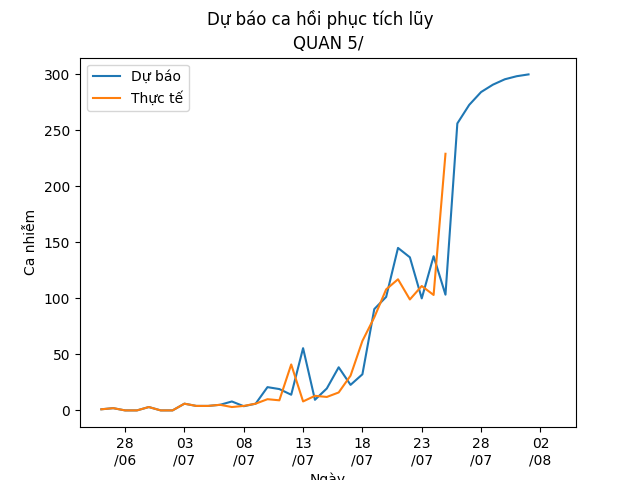 Dự báo ca hồi phục tích lũy
QUAN 5/
Dự báo
Thực tế
300
250
200
150
100
50
0
Ca nhiễm
28 03 08 13 18 23 28 02
/06 /07 /07 /07 /07 /07 /07 /08
Ngày